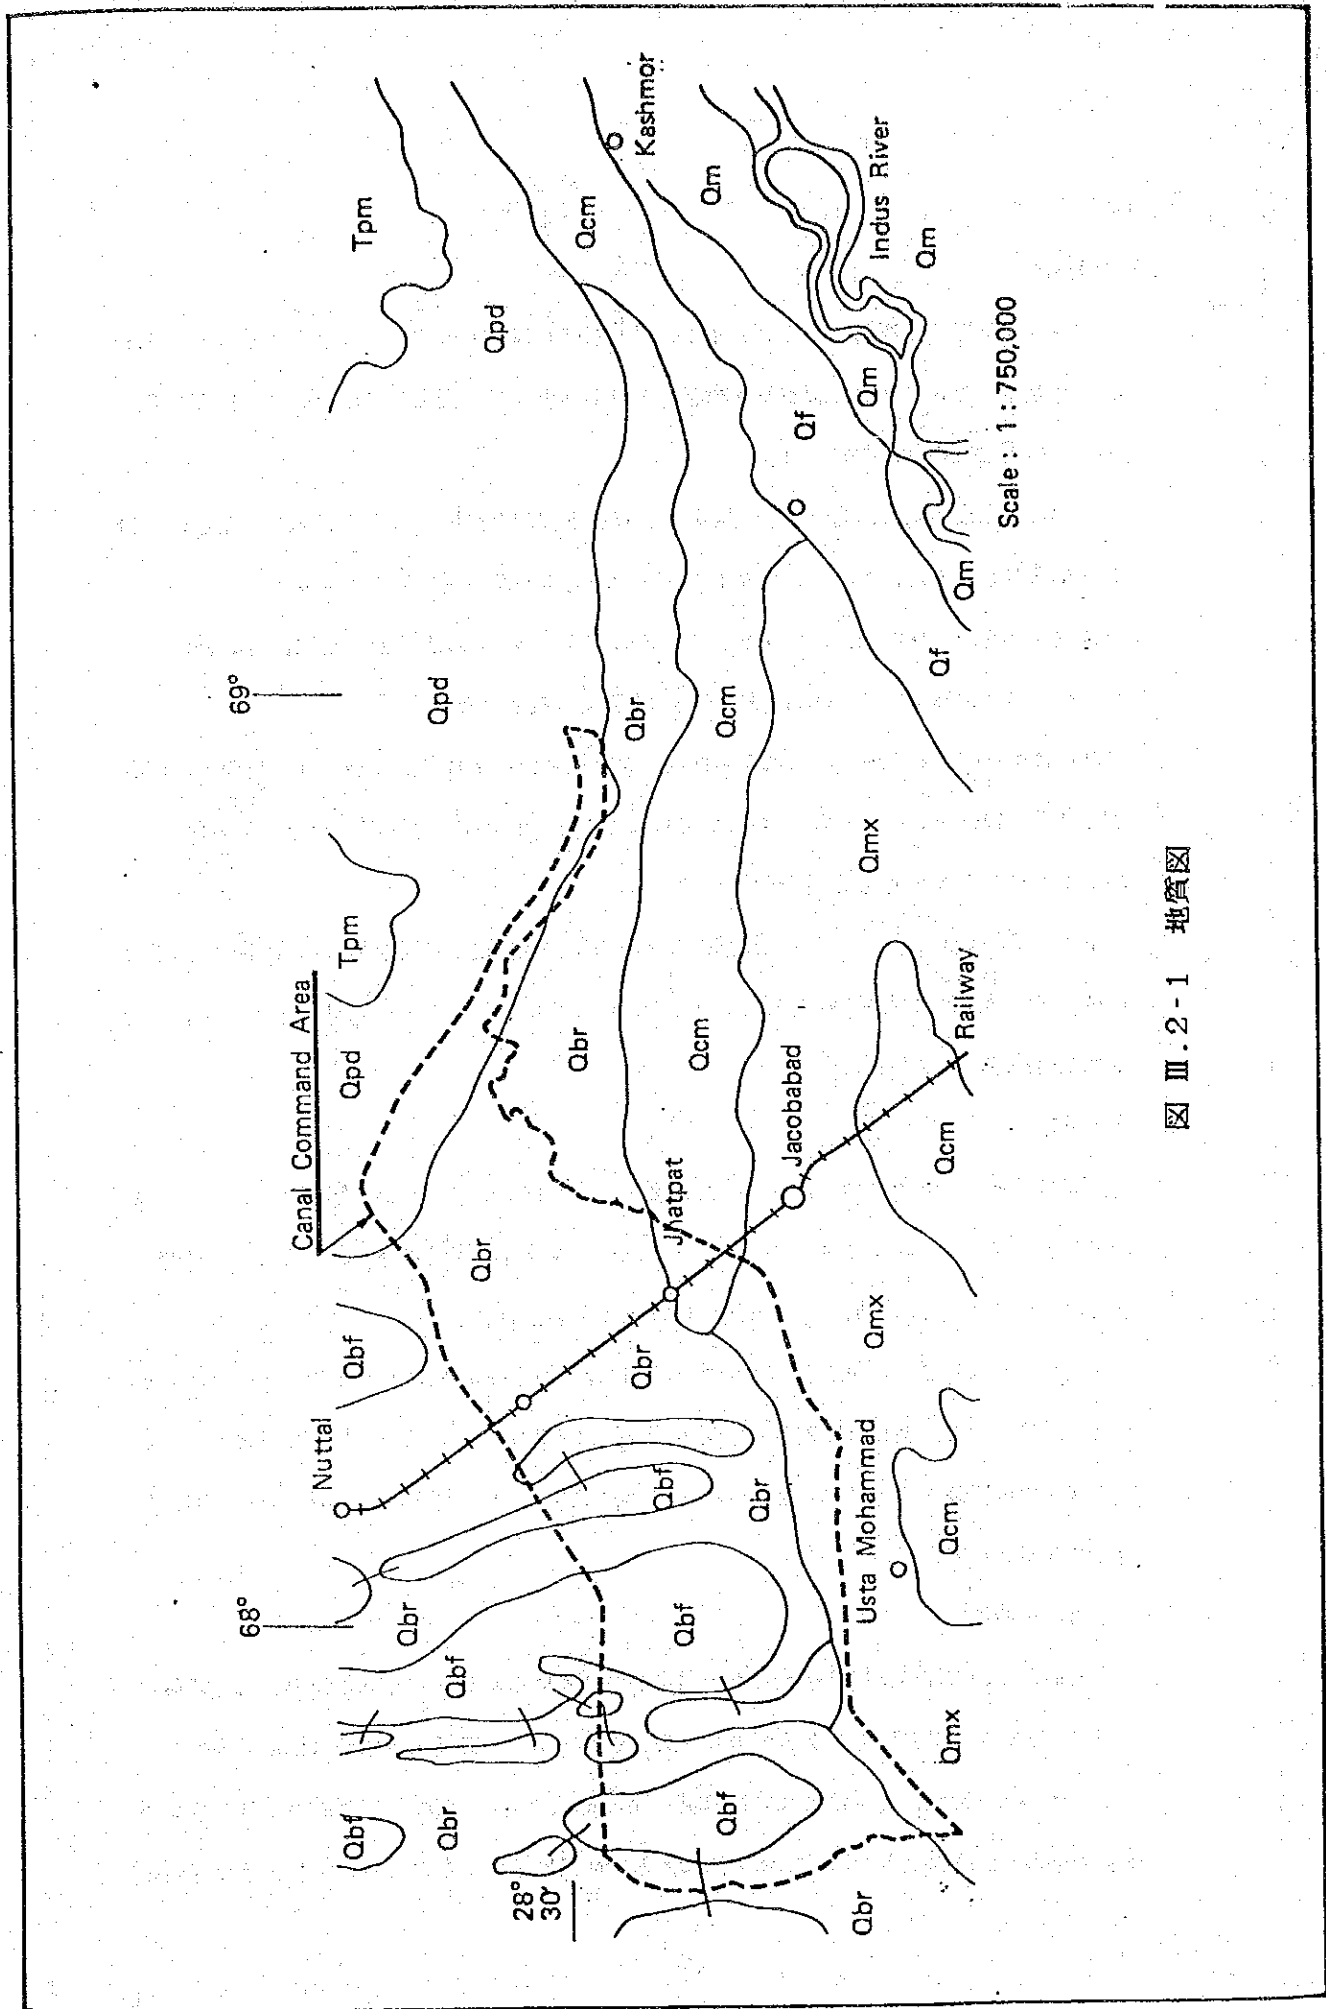 69°
68°
28°
30'
Canal Command Area
Nuttal
Tpm
Tpm
Qpd
Qpd
Qpd
Qcm
Kashmor
Qm
Indus River
Qm
Qm
Qm
Qf
Qf
Scale : 1 : 750,000
Qbr
Qcm
Qmx
Qbr
Qcm
Jacobabad
Railway
Qcm
Jhatpat
Qbr
Qbf
Qbr
Qmx
Qbf
Qbr
Usta Mohammad
Qcm
Qbr
Qbf
Qbf
Qmx
Qbf
Qbr
Qbf
Qbr
図 Ⅲ.2-1 地質図